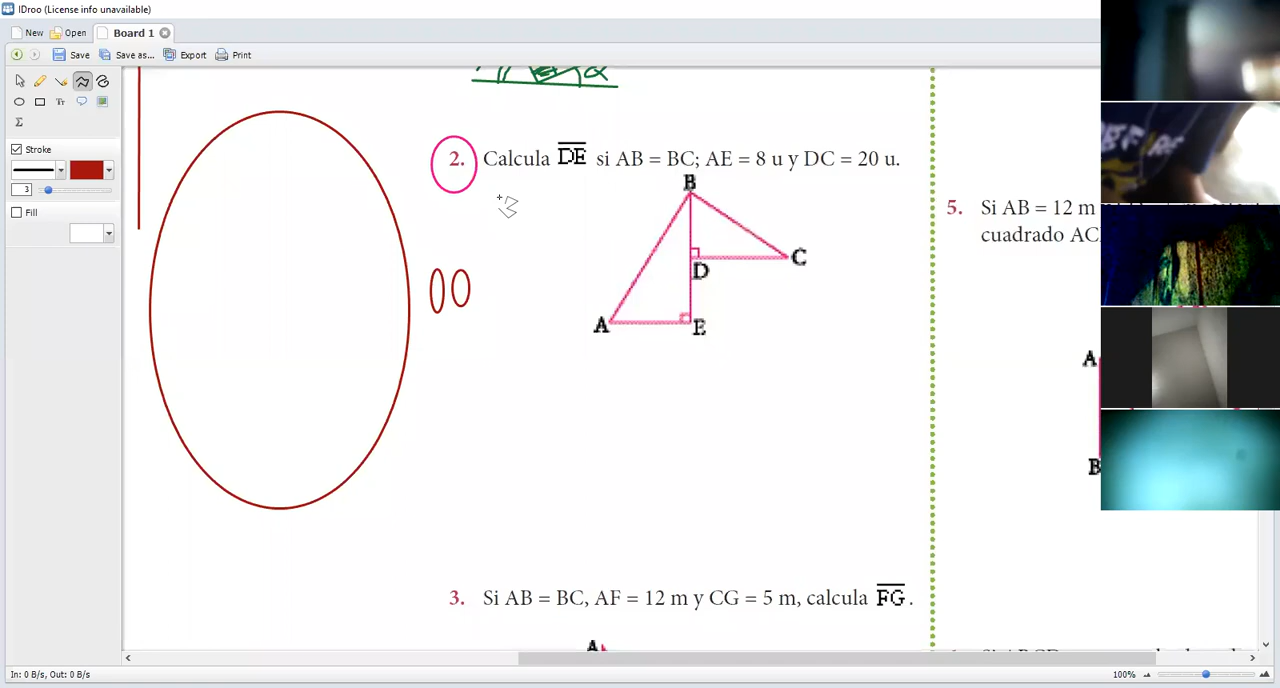 IDroo (License info unavailable)
New Open Board 1
Save Save as... Export Print
Tr
Σ
Stroke
3
Fill
2. Calcula DE si AB = BC; AE = 8 u y DC = 20 u.
B
D
C
A
E
3. Si AB = BC, AF = 12 m y CG = 5 m, calcula FG.
A
5. Si AB = 12 m
cuadrado
A
B
In: 0 B/s, Out: 0 B/s
100%